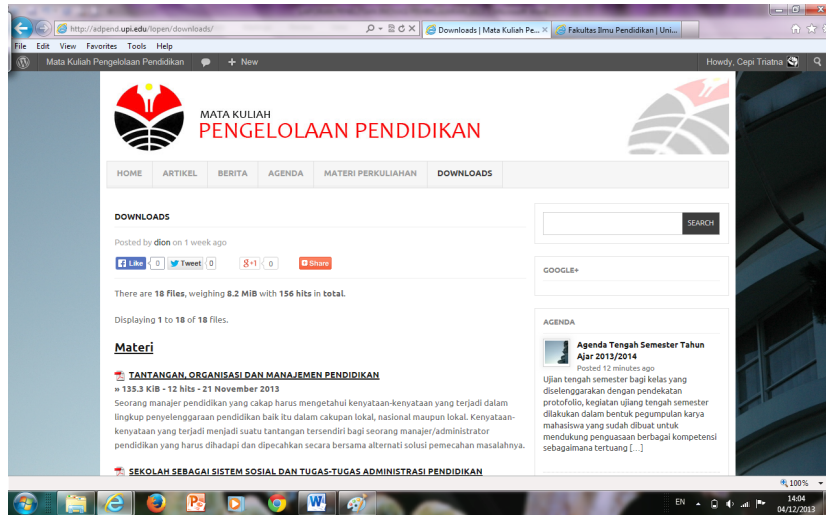 http://adpend.upi.edu/lopen/downloads/
Downloads | Mata Kuliah Pe...
Fakultas Ilmu Pendidikan | Uni...
File Edit View Favorites Tools Help
Mata Kuliah Pengelolaan Pendidikan + New
Howdy, Cepi Triatna
MATA KULIAH
PENGELOLAAN PENDIDIKAN
HOME ARTIKEL BERITA AGENDA MATERI PERKULIAHAN DOWNLOADS
DOWNLOADS
Posted by dion on 1 week ago
Like 0 Tweet 0 g+1 0 Share
There are 18 files, weighing 8.2 MiB with 156 hits in total.
Displaying 1 to 18 of 18 files.
Materi
TANTANGAN, ORGANISASI DAN MANAJEMEN PENDIDIKAN
» 135.3 KiB - 12 hits - 21 November 2013
Seorang manajer pendidikan yang cakap harus mengetahui kenyataan-kenyataan yang terjadi dalam
lingkup penyelenggaraan pendidikan baik itu dalam cakupan lokal, nasional maupun lokal. Kenyataan-
kenyataan yang terjadi menjadi suatu tantangan tersendiri bagi seorang manajer/administrator
pendidikan yang harus dihadapi dan dipecahkan secara bersama alternati solusi pemecahan masalahnya.
SEKOLAH SEBAGAI SISTEM SOSIAL DAN TUGAS-TUGAS ADMINISTRASI PENDIDIKAN
SEARCH
GOOGLE+
AGENDA
Agenda Tengah Semester Tahun
Ajar 2013/2014
Posted 12 minutes ago
Ujian tengah semester bagi kelas yang
diselenggarakan dengan pendekatan
protofolio, kegiatan ujiang tengah semester
dilakukan dalam bentuk pegumpulan karya
mahasiswa yang sudah dibuat untuk
mendukung penguasaan berbagai kompetensi
sebagaimana tertuang [...]
100%
EN
14:04
04/12/2013